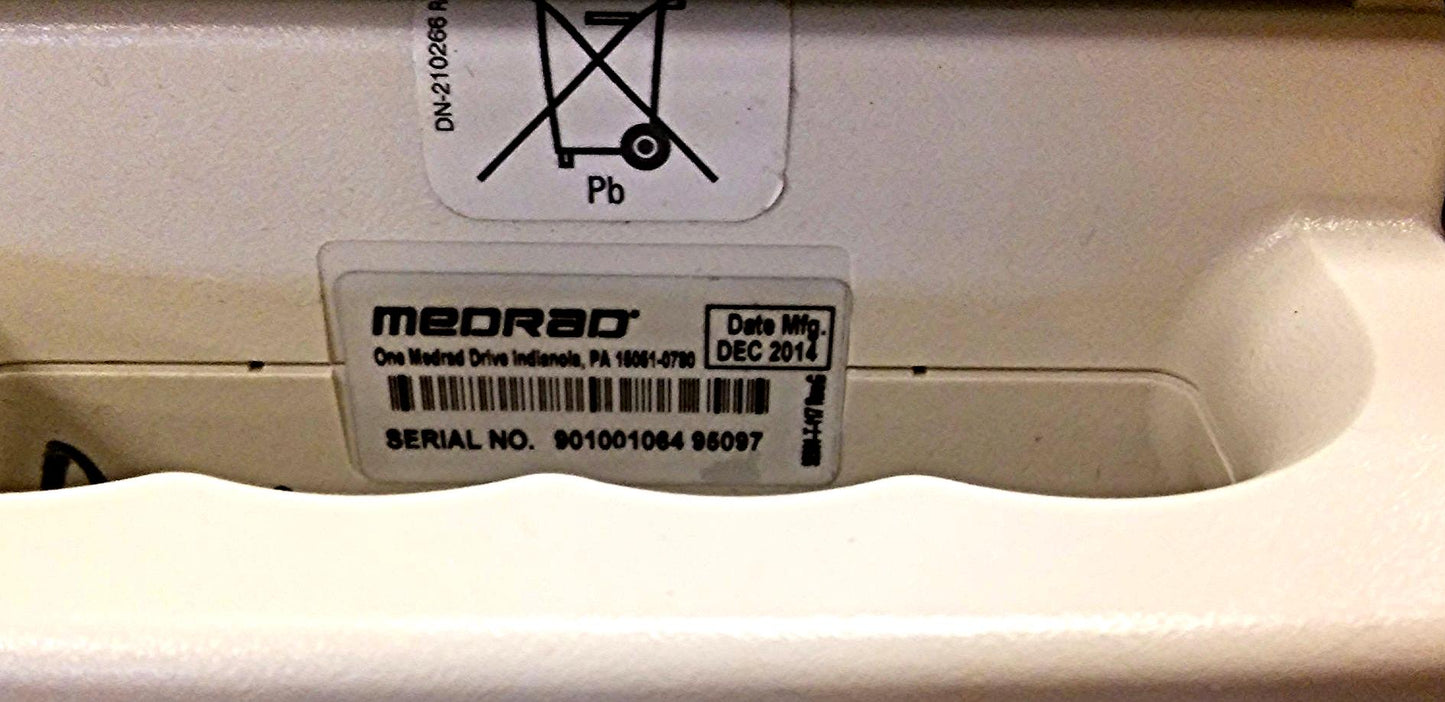 DN-210266 R
Pb
MEDRAD
Date Mfg.
DEC 2014
One Medrad Drive Indianola, PA 15051-0780
SERIAL NO. 901001064 95097